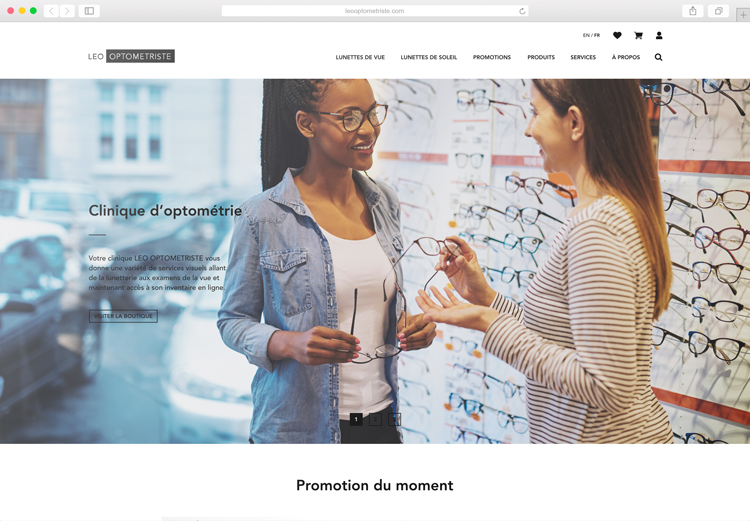 leooptometriste.com
EN / FR
LEO OPTOMETRISTE
LUNETTES DE VUE LUNETTES DE SOLEIL PROMOTIONS PRODUITS SERVICES À PROPOS
Clinique d'optométrie
Votre clinique LEO OPTOMETRISTE vous
donne une variété de services visuels allant
de la lunetterie aux examens de la vue et
maintenant accès à son inventaire en ligne.
VISITER LA BOUTIQUE
1 2
Promotion du moment